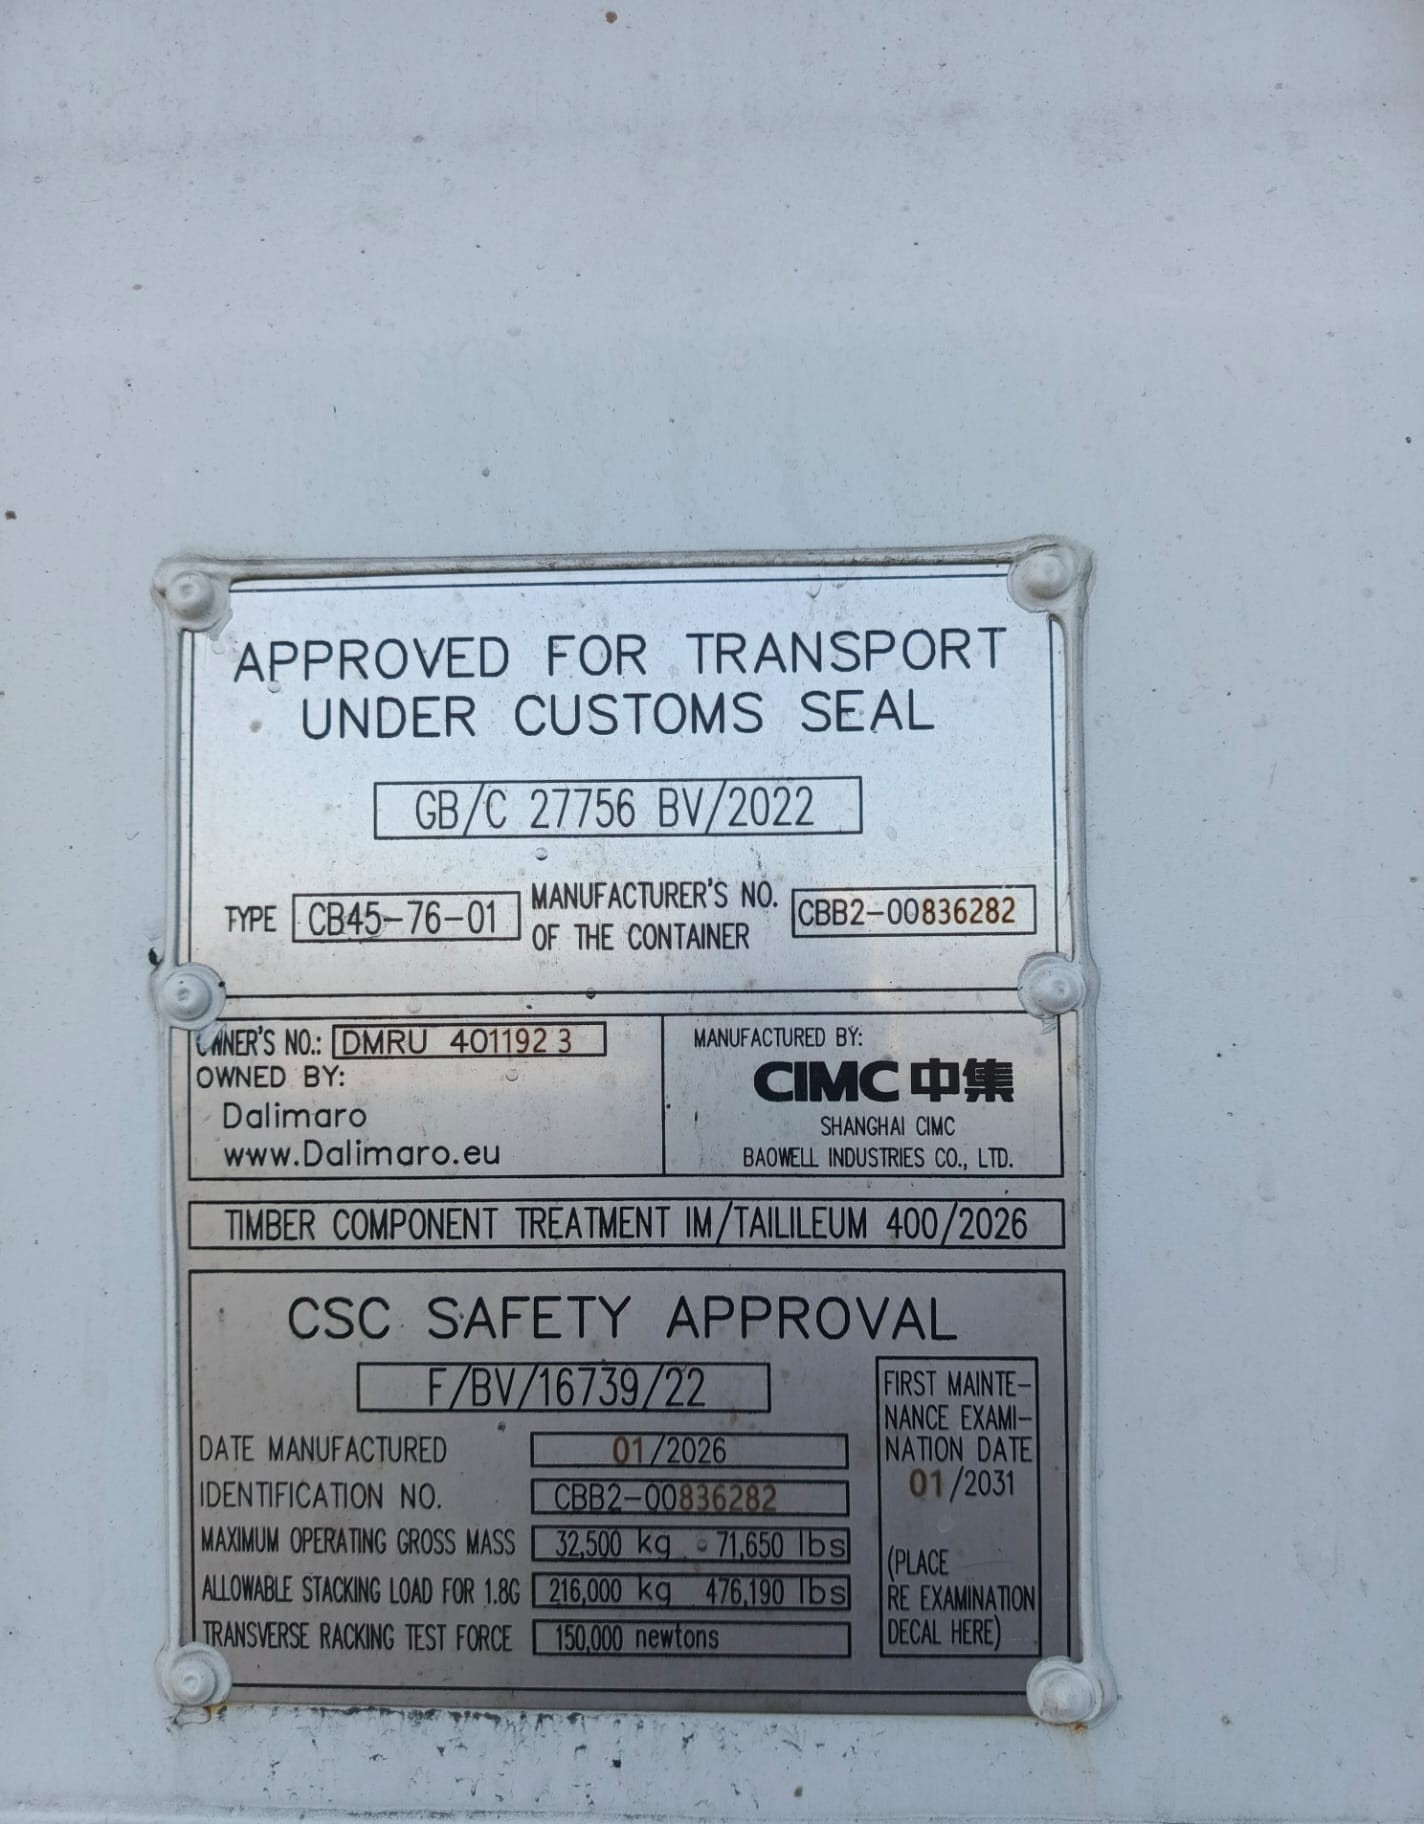 APPROVED FOR TRANSPORT
UNDER CUSTOMS SEAL
GB/C 27756 BV/2022
TYPE CB45-76-01 MANUFACTURER'S NO. OF THE CONTAINER CBB2-00836282
OWNER'S NO.: DMRU 401192 3
OWNED BY:
Dalimaro
www.Dalimaro.eu
MANUFACTURED BY:
CIMC 中集
SHANGHAI CIMC
BAOWELL INDUSTRIES CO., LTD.
TIMBER COMPONENT TREATMENT IM/TAILILEUM 400/2026
CSC SAFETY APPROVAL
F/BV/16739/22
DATE MANUFACTURED 01/2026
IDENTIFICATION NO. CBB2-00836282
MAXIMUM OPERATING GROSS MASS 32,500 kg 71,650 lbs
ALLOWABLE STACKING LOAD FOR 1.8G 216,000 kg 476,190 lbs
TRANSVERSE RACKING TEST FORCE 150,000 newtons
FIRST MAINTE-
NANCE EXAMI-
NATION DATE
01/2031
(PLACE
RE EXAMINATION
DECAL HERE)